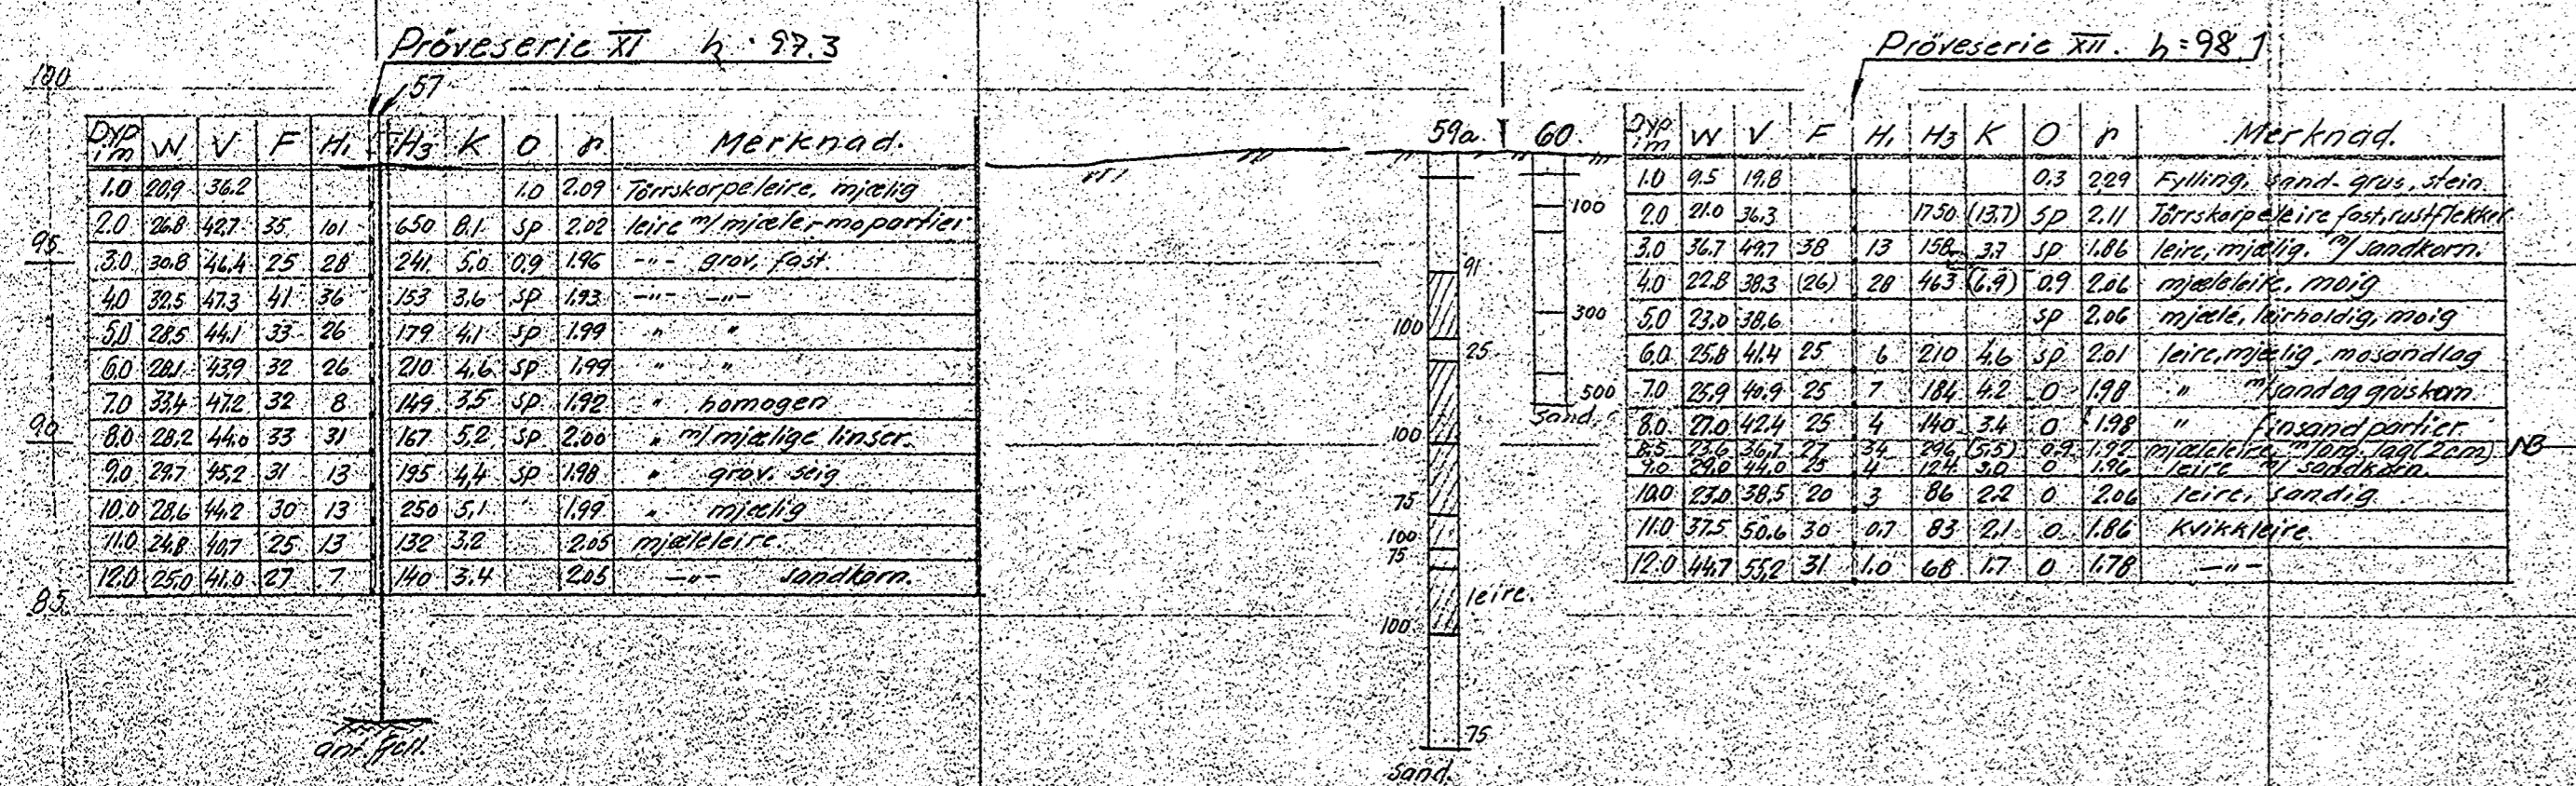 Pröveserie XI h = 97.3
57
100
95
90
85
Dyp i m W V F H₁ H₃ K O γ Merknad.
1.0 20.9 36.2 1.0 2.09 Törrskorpeleire, mjælig
2.0 26.8 42.7 35 101 650 8.1 sp 2.02 leire m/ mjæle- mopartier
3.0 30.8 46.4 25 28 241 5.0 0.9 1.96 -"- grov, fast.
4.0 32.5 47.3 41 36 153 3.6 sp 1.93 -"- -"-
5.0 28.5 44.1 33 26 179 4.1 sp 1.99 " "
6.0 28.1 43.9 32 26 210 4.6 sp 1.99 " "
7.0 33.4 47.2 32 8 149 3.5 sp 1.92 " homogen
8.0 28.2 44.0 33 31 167 5.2 sp 2.00 " m/ mjælige linser.
9.0 29.7 45.2 31 13 195 4.4 sp 1.98 " grov, seig
10.0 28.6 44.2 30 13 250 5.1 1.99 " mjælig
11.0 24.8 40.7 25 13 132 3.2 2.05 mjæleleire.
12.0 25.0 41.0 27 7 140 3.4 2.05 -"- sandkorn.
ant. fjell.
59a.
91
100
25
100
75
100
75
leire.
100
75
Sand.
60.
100
300
500
Sand.
Pröveserie XII. h = 98.1
Dyp i m W V F H₁ H₃ K O γ Merknad.
1.0 9.5 19.8 0.3 2.29 Fylling, sand- grus, stein
2.0 21.0 36.3 1750 (13.7) sp 2.11 Törrskorpeleire fast, rustflekker
3.0 36.7 49.7 38 13 158 3.7 sp 1.86 leire, mjælig. m/ sandkorn.
4.0 22.8 38.3 (26) 28 463 (6.9) 0.9 2.06 mjæleleire, moig
5.0 23.0 38.6 sp 2.06 mjæle, leirholdig, moig
6.0 25.8 41.4 25 6 210 4.6 sp 2.01 leire, mjælig, mosandlag
7.0 25.9 40.9 25 7 184 4.2 0 1.98 " m/ sand og gruskorn.
8.0 27.0 42.4 25 4 140 3.4 0 1.98 " finsandpartier
8.5 23.6 36.7 27 34 296 (5.5) 0.9 1.92 mjæleleire m/ org. lag (2cm) NB
9.0 29.0 44.0 25 4 124 3.0 0 1.96 leire m/ sandkorn.
10.0 23.0 38.5 20 3 86 2.2 0 2.06 leire, sandig
11.0 37.5 50.6 30 0.7 83 2.1 0 1.86 Kvikkleire.
12.0 44.7 55.2 31 1.0 68 1.7 0 1.78 -"-